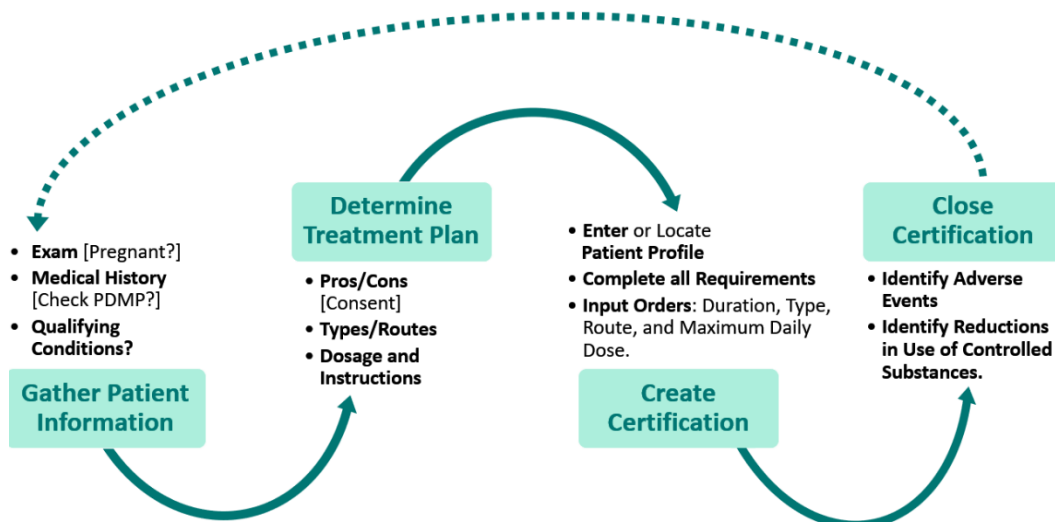 • Exam [Pregnant?]
• Medical History
[Check PDMP?]
• Qualifying
Conditions?
Gather Patient
Information
Determine
Treatment Plan
• Pros/Cons
[Consent]
• Types/Routes
• Dosage and
Instructions
• Enter or Locate
Patient Profile
• Complete all Requirements
• Input Orders: Duration, Type,
Route, and Maximum Daily
Dose.
Create
Certification
Close
Certification
• Identify Adverse
Events
• Identify Reductions
in Use of Controlled
Substances.